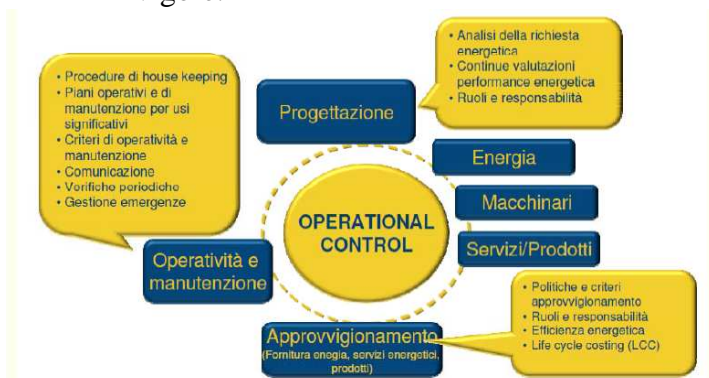 vigore.
• Analisi della richiesta
energetica
• Continue valutazioni
performance energetica
• Ruoli e responsabilità
• Procedure di house keeping
• Piani operativi e di
manutenzione per usi
significativi
• Criteri di operatività e
manutenzione
• Comunicazione
• Verifiche periodiche
• Gestione emergenze
Progettazione
Energia
Macchinari
Servizi/Prodotti
OPERATIONAL
CONTROL
Operatività e
manutenzione
Approvvigionamento
(Fornitura enogia, servizi energetici,
prodotti)
• Politiche e criteri
approvvigionamento
• Ruoli e responsabilità
• Efficienza energetica
• Life cycle costing (LCC)